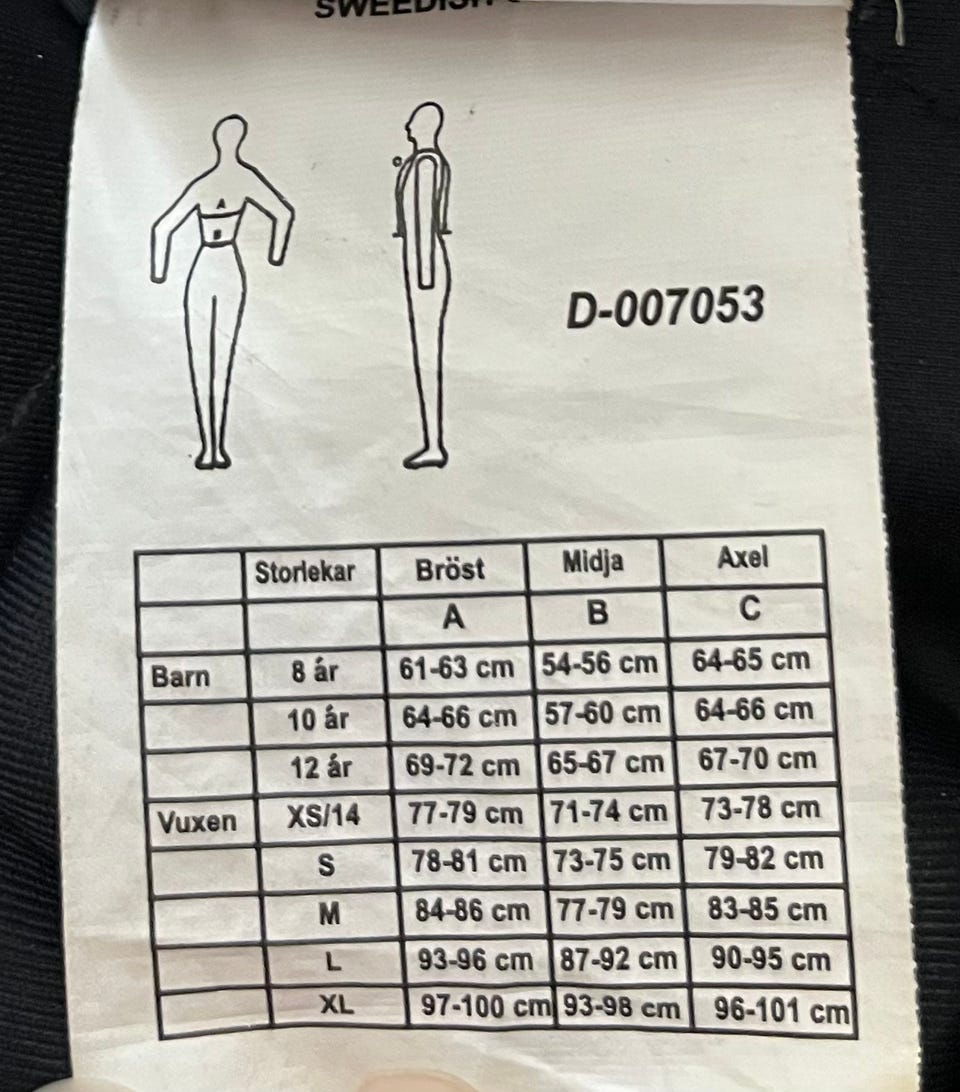 SWEEDISH
A
B
C
D-007053
Storlekar Bröst Midja Axel
A B C
Barn 8 ár 61-63 cm 54-56 cm 64-65 cm
10 ár 64-66 cm 57-60 cm 64-66 cm
12 ár 69-72 cm 65-67 cm 67-70 cm
Vuxen XS/14 77-79 cm 71-74 cm 73-78 cm
S 78-81 cm 73-75 cm 79-82 cm
M 84-86 cm 77-79 cm 83-85 cm
L 93-96 cm 87-92 cm 90-95 cm
XL 97-100 cm 93-98 cm 96-101 cm